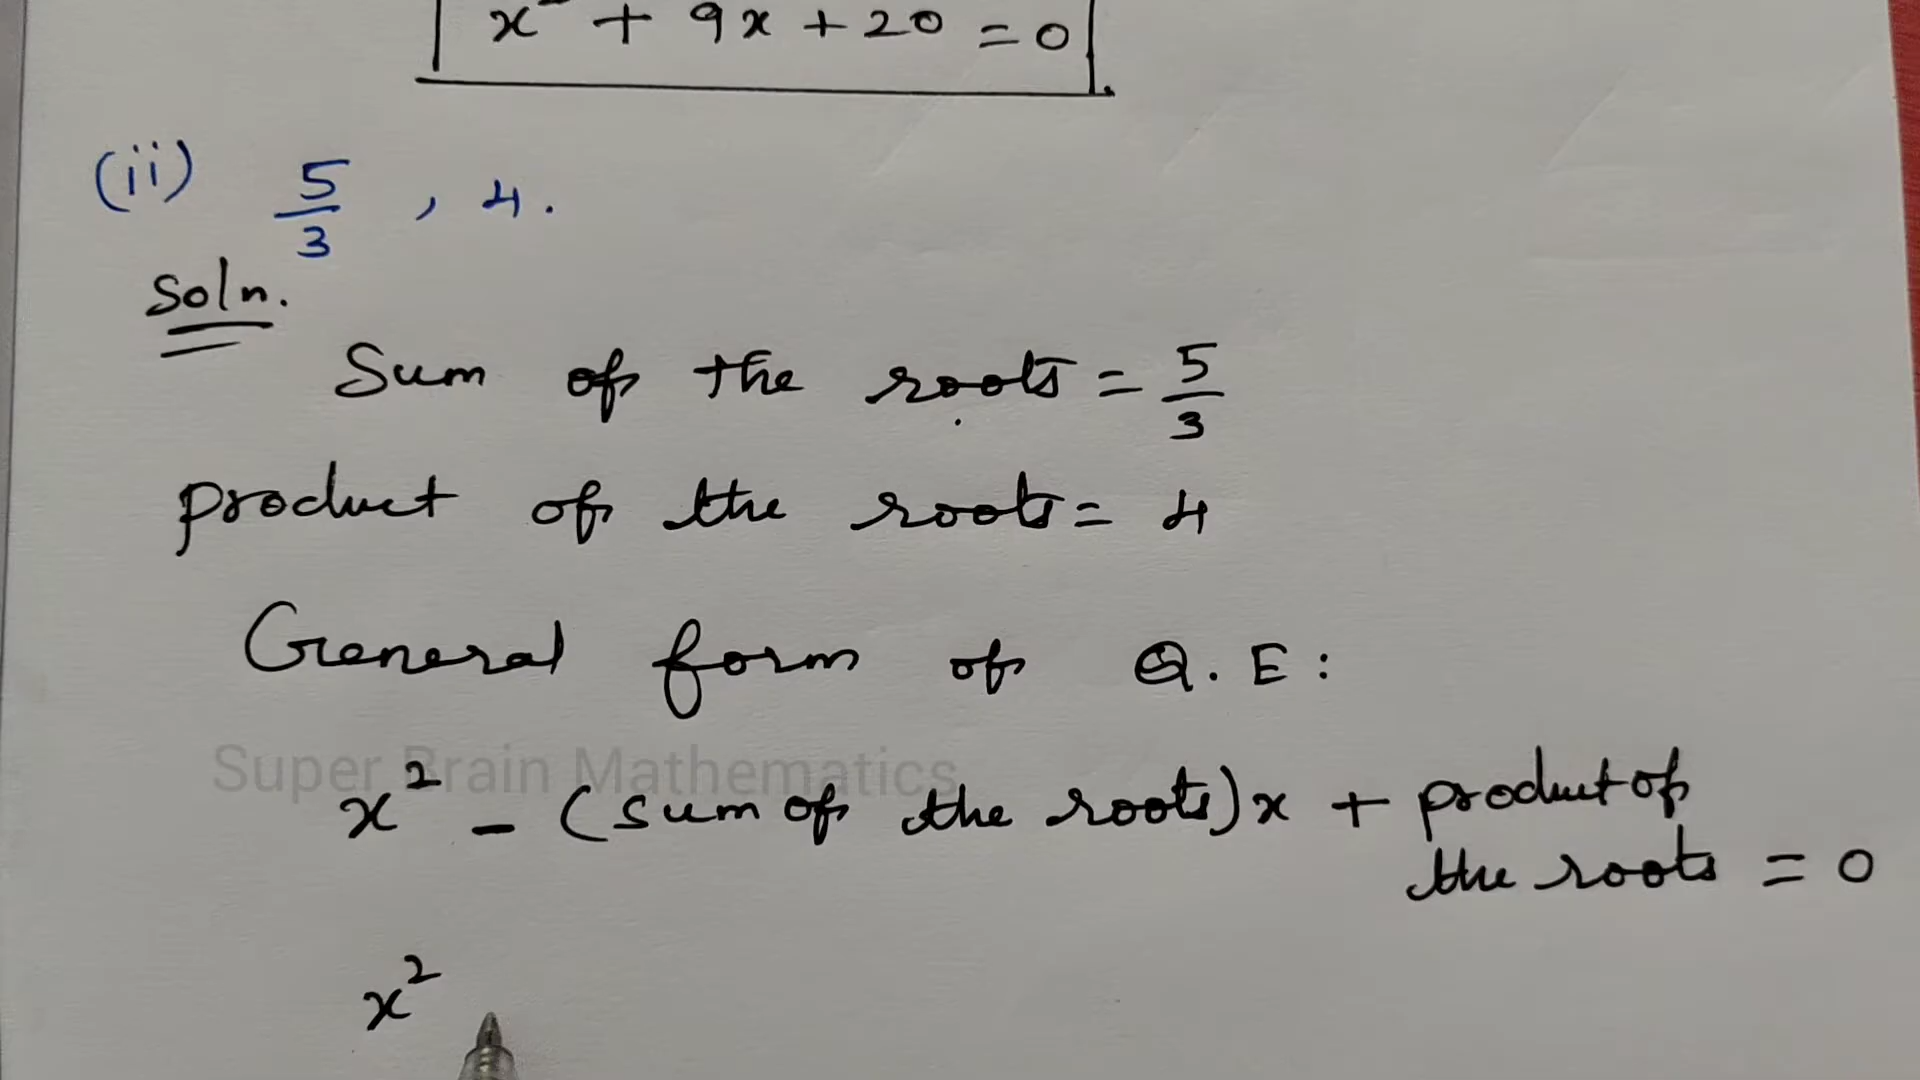 x² + 9x + 20 = 0
(ii) 5/3 , 4.
Soln.
Sum of the roots = 5/3
product of the roots = 4
General form of Q.E :
Super Brain Mathematics
x² - (sum of the roots)x + product of
the roots = 0
x²